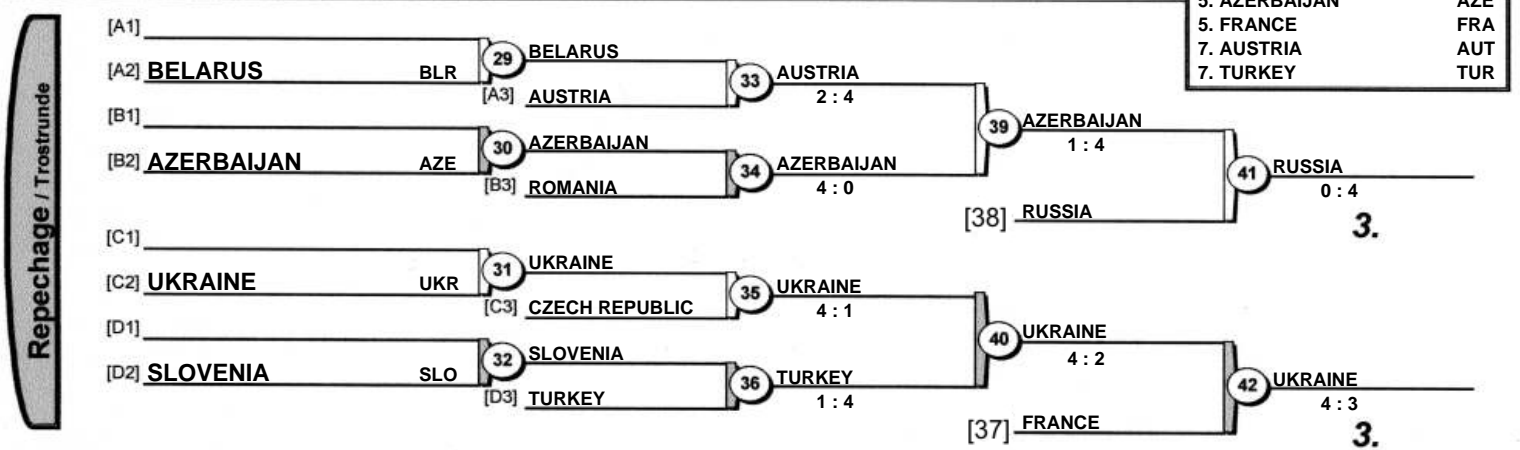 5. AZERBAIJAN AZE
5. FRANCE FRA
7. AUSTRIA AUT
7. TURKEY TUR
Repechage / Trostrunde
[A1]
[A2] BELARUS BLR
29 BELARUS
[A3] AUSTRIA
33 AUSTRIA
2 : 4
[B1]
[B2] AZERBAIJAN AZE
30 AZERBAIJAN
[B3] ROMANIA
34 AZERBAIJAN
4 : 0
39 AZERBAIJAN
1 : 4
[38] RUSSIA
41 RUSSIA
0 : 4
3.
[C1]
[C2] UKRAINE UKR
31 UKRAINE
[C3] CZECH REPUBLIC
35 UKRAINE
4 : 1
[D1]
[D2] SLOVENIA SLO
32 SLOVENIA
[D3] TURKEY
36 TURKEY
1 : 4
40 UKRAINE
4 : 2
[37] FRANCE
42 UKRAINE
4 : 3
3.